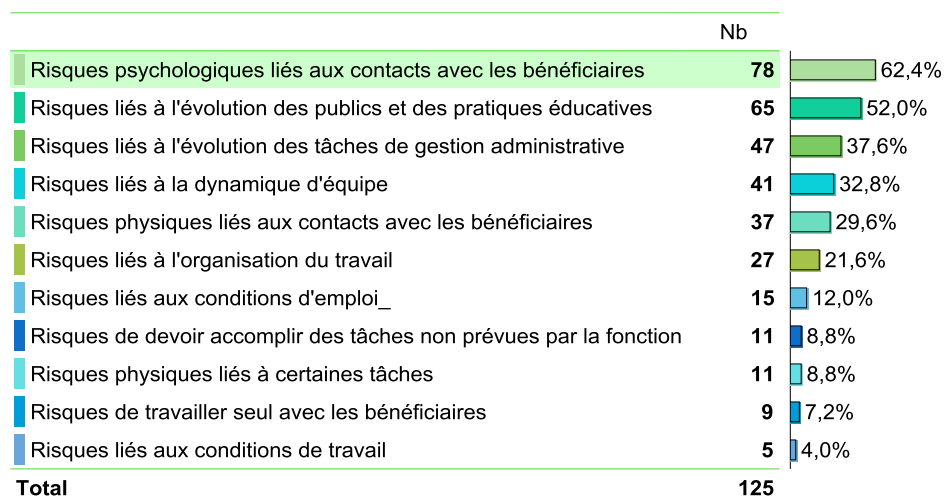 Nb
Risques psychologiques liés aux contacts avec les bénéficiaires 78 62,4%
Risques liés à l'évolution des publics et des pratiques éducatives 65 52,0%
Risques liés à l'évolution des tâches de gestion administrative 47 37,6%
Risques liés à la dynamique d'équipe 41 32,8%
Risques physiques liés aux contacts avec les bénéficiaires 37 29,6%
Risques liés à l'organisation du travail 27 21,6%
Risques liés aux conditions d'emploi_ 15 12,0%
Risques de devoir accomplir des tâches non prévues par la fonction 11 8,8%
Risques physiques liés à certaines tâches 11 8,8%
Risques de travailler seul avec les bénéficiaires 9 7,2%
Risques liés aux conditions de travail 5 4,0%
Total 125